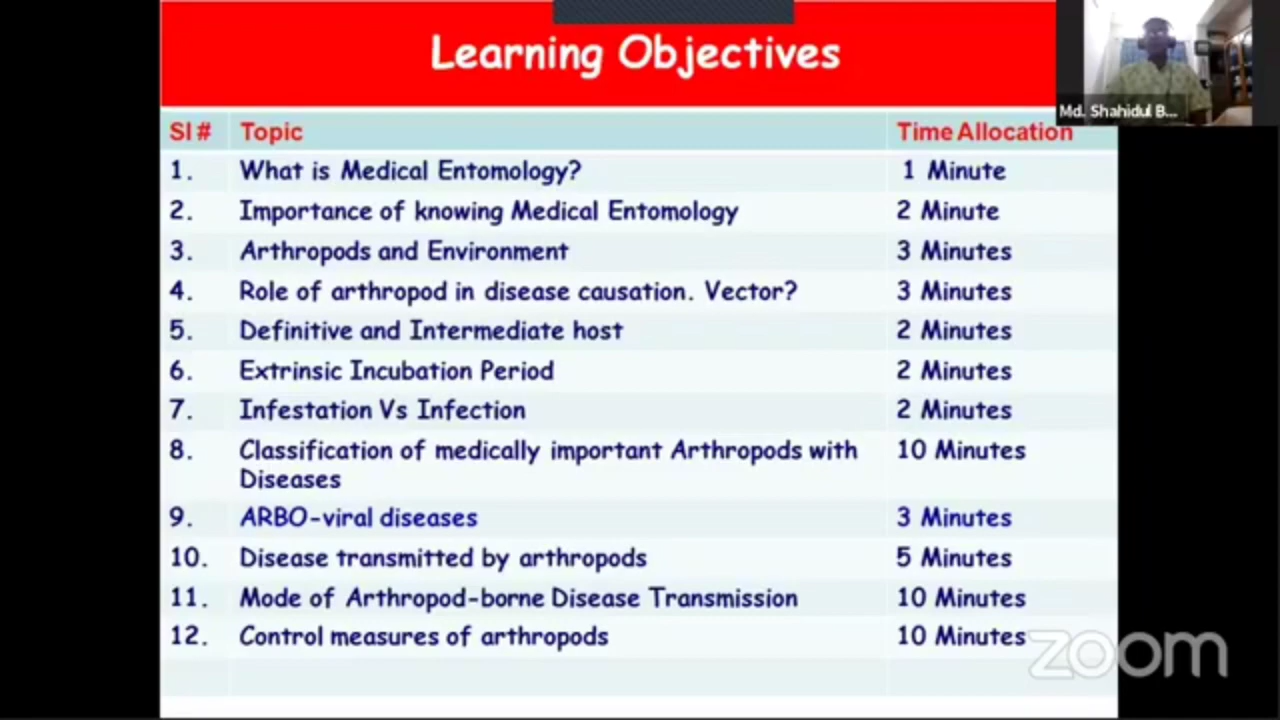 Learning Objectives
Md. Shahidul B...
Sl # Topic Time Allocation
1. What is Medical Entomology? 1 Minute
2. Importance of knowing Medical Entomology 2 Minute
3. Arthropods and Environment 3 Minutes
4. Role of arthropod in disease causation. Vector? 3 Minutes
5. Definitive and Intermediate host 2 Minutes
6. Extrinsic Incubation Period 2 Minutes
7. Infestation Vs Infection 2 Minutes
8. Classification of medically important Arthropods with 10 Minutes
Diseases
9. ARBO-viral diseases 3 Minutes
10. Disease transmitted by arthropods 5 Minutes
11. Mode of Arthropod-borne Disease Transmission 10 Minutes
12. Control measures of arthropods 10 Minutes
zoom